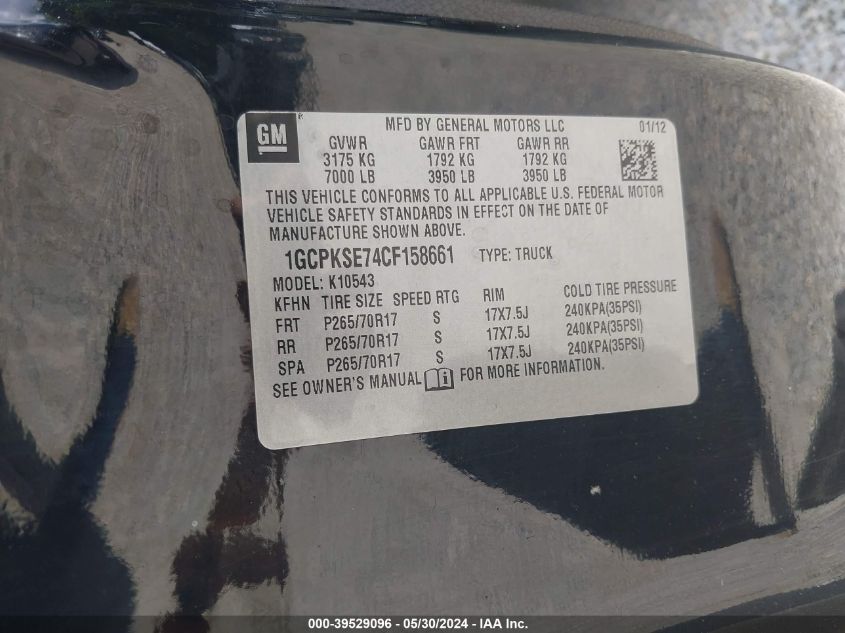 GM®
MFD BY GENERAL MOTORS LLC 01/12
GVWR GAWR FRT GAWR RR
3175 KG 1792 KG 1792 KG
7000 LB 3950 LB 3950 LB
THIS VEHICLE CONFORMS TO ALL APPLICABLE U.S. FEDERAL MOTOR
VEHICLE SAFETY STANDARDS IN EFFECT ON THE DATE OF
MANUFACTURE SHOWN ABOVE.
1GCPKSE74CF158661 TYPE: TRUCK
MODEL: K10543
KFHN TIRE SIZE SPEED RTG RIM COLD TIRE PRESSURE
FRT P265/70R17 S 17X7.5J 240KPA(35PSI)
RR P265/70R17 S 17X7.5J 240KPA(35PSI)
SPA P265/70R17 S 17X7.5J 240KPA(35PSI)
SEE OWNER'S MANUAL FOR MORE INFORMATION.
000-39529096 - 05/30/2024 - IAA Inc.